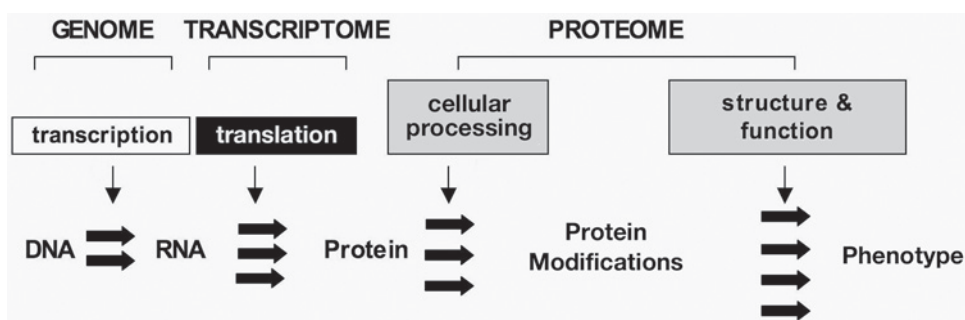 GENOME TRANSCRIPTOME PROTEOME
transcription
translation
cellular
processing
structure &
function
DNA
RNA
Protein
Protein
Modifications
Phenotype